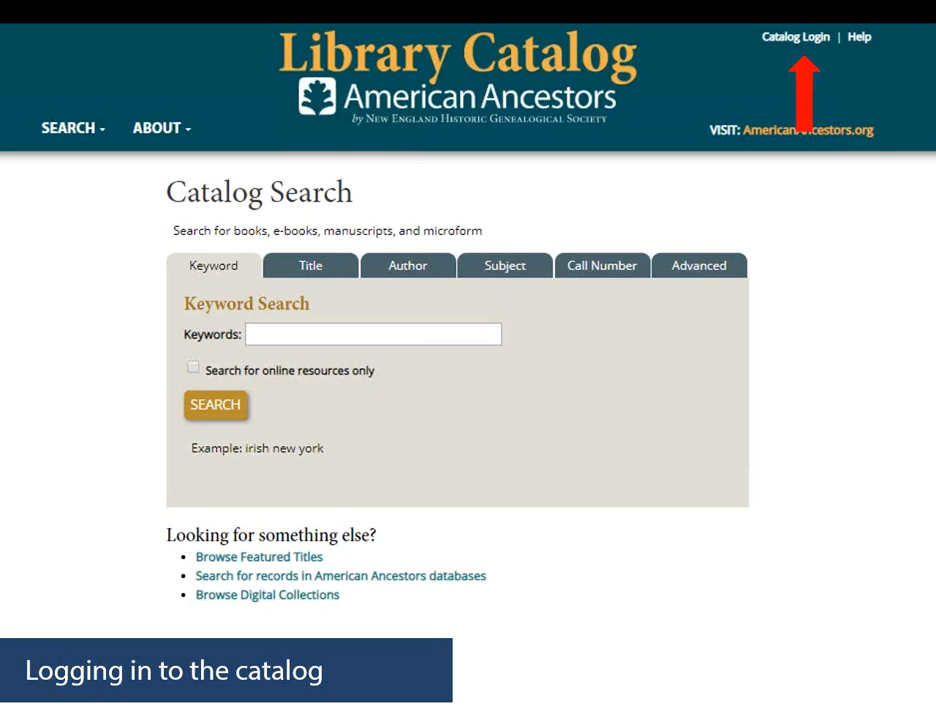 Catalog Login | Help
Library Catalog
American Ancestors
by New England Historic Genealogical Society
SEARCH
ABOUT
VISIT: AmericanAncestors.org
Catalog Search
Search for books, e-books, manuscripts, and microform
Keyword Title Author Subject Call Number Advanced
Keyword Search
Keywords:
Search for online resources only
SEARCH
Example: irish new york
Looking for something else?
• Browse Featured Titles
• Search for records in American Ancestors databases
• Browse Digital Collections
Logging in to the catalog